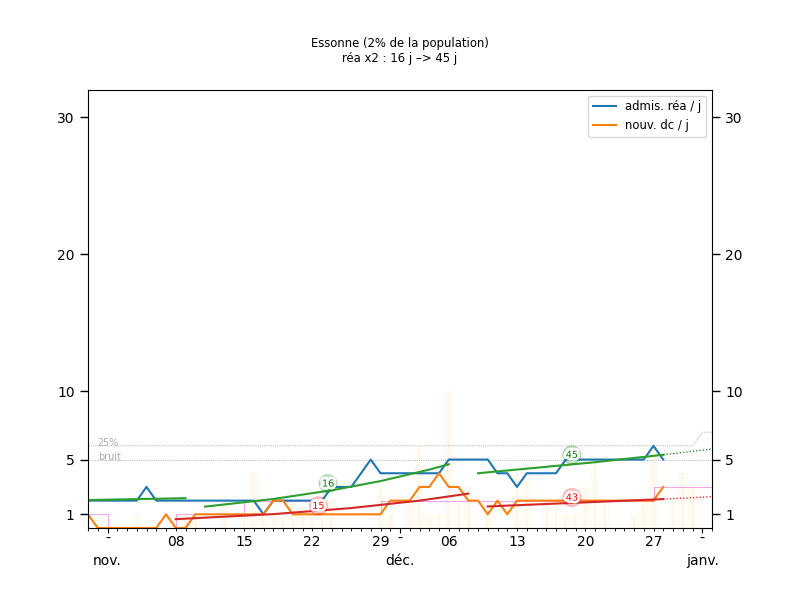 Essonne (2% de la population)
réa x2 : 16 j –> 45 j
admis. réa / j
nouv. dc / j
30 30
20 20
10 10
25%
bruit
5 5
45
16
43
15
1 1
- 08 15 22 29 - 06 13 20 27 -
nov. déc. janv.